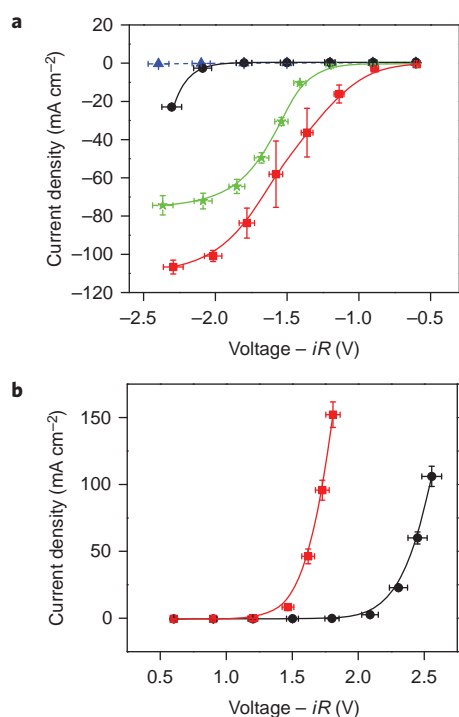 a
Current density (mA cm−2)
20
0
−20
−40
−60
−80
−100
−120
−2.5 −2.0 −1.5 −1.0 −0.5
Voltage – iR (V)
b
Current density (mA cm−2)
150
100
50
0
0.5 1.0 1.5 2.0 2.5
Voltage – iR (V)